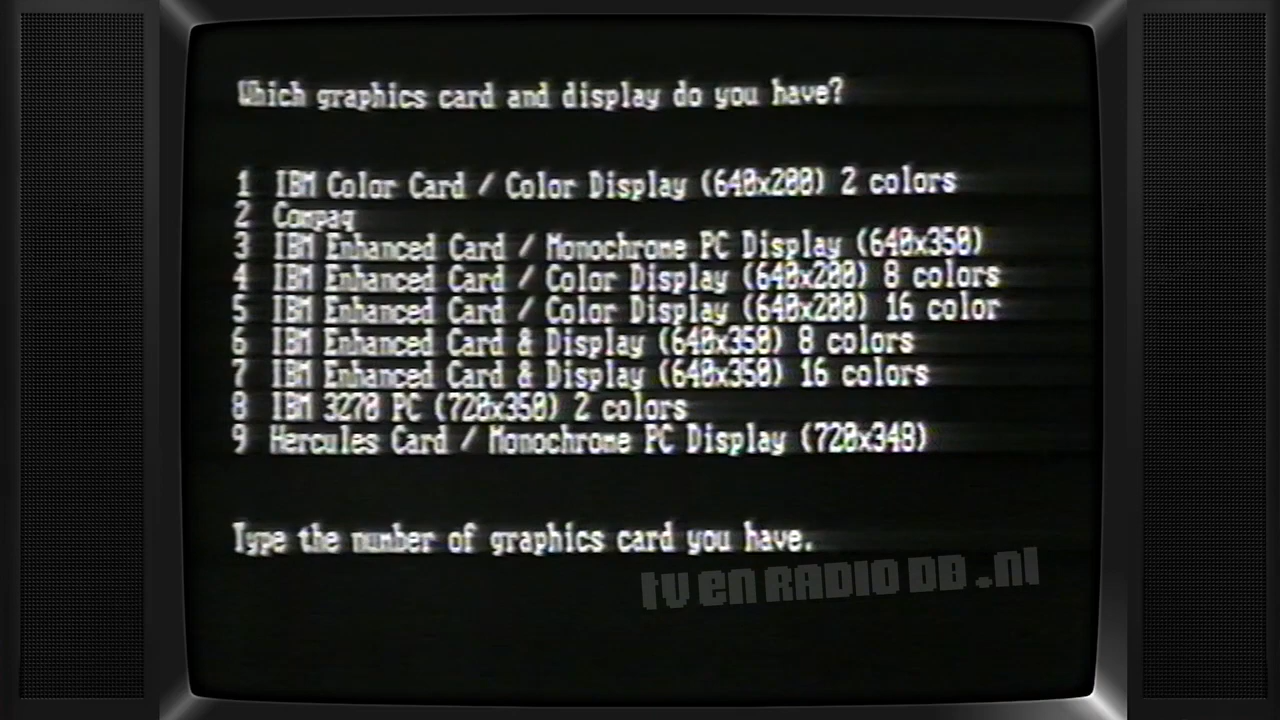 Which graphics card and display do you have?
1 IBM Color Card / Color Display (640x200) 2 colors
2 Compaq
3 IBM Enhanced Card / Monochrome PC Display (640x350)
4 IBM Enhanced Card / Color Display (640x200) 8 colors
5 IBM Enhanced Card / Color Display (640x200) 16 color
6 IBM Enhanced Card & Display (640x350) 8 colors
7 IBM Enhanced Card & Display (640x350) 16 colors
8 IBM 3270 PC (720x350) 2 colors
9 Hercules Card / Monochrome PC Display (720x348)
Type the number of graphics card you have.
tv en RADIO DB .nl